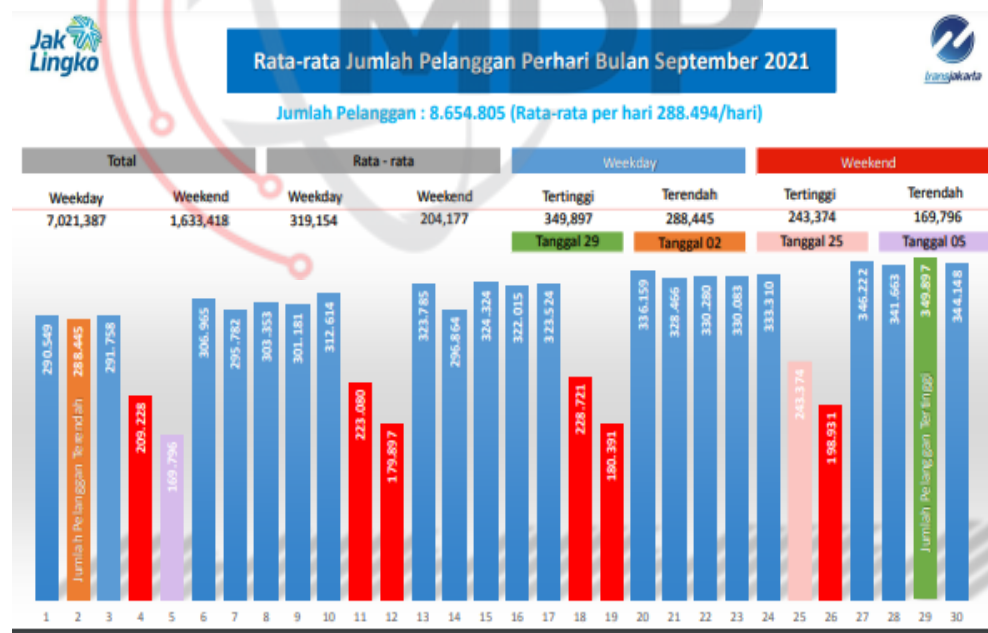 MDP
Jak
Lingko
Rata-rata Jumlah Pelanggan Perhari Bulan September 2021
transjakarta
Jumlah Pelanggan : 8.654.805 (Rata-rata per hari 288.494/hari)
Total Rata - rata Weekday Weekend
Weekday Weekend Weekday Weekend Tertinggi Terendah Tertinggi Terendah
7,021,387 1,633,418 319,154 204,177 349,897 288,445 243,374 169,796
Tanggal 29 Tanggal 02 Tanggal 25 Tanggal 05
290.549
Jumlah Pelanggan Terendah 288.445
291.758
209.228
169.796
306.965
295.782
303.353
301.181
312.614
223.080
179.897
323.785
296.864
324.324
322.015
323.524
228.721
180.391
336.159
328.466
330.280
330.083
333.310
243.374
198.931
346.222
341.663
Jumlah Pelanggan Tertinggi 349.897
344.148
1 2 3 4 5 6 7 8 9 10 11 12 13 14 15 16 17 18 19 20 21 22 23 24 25 26 27 28 29 30